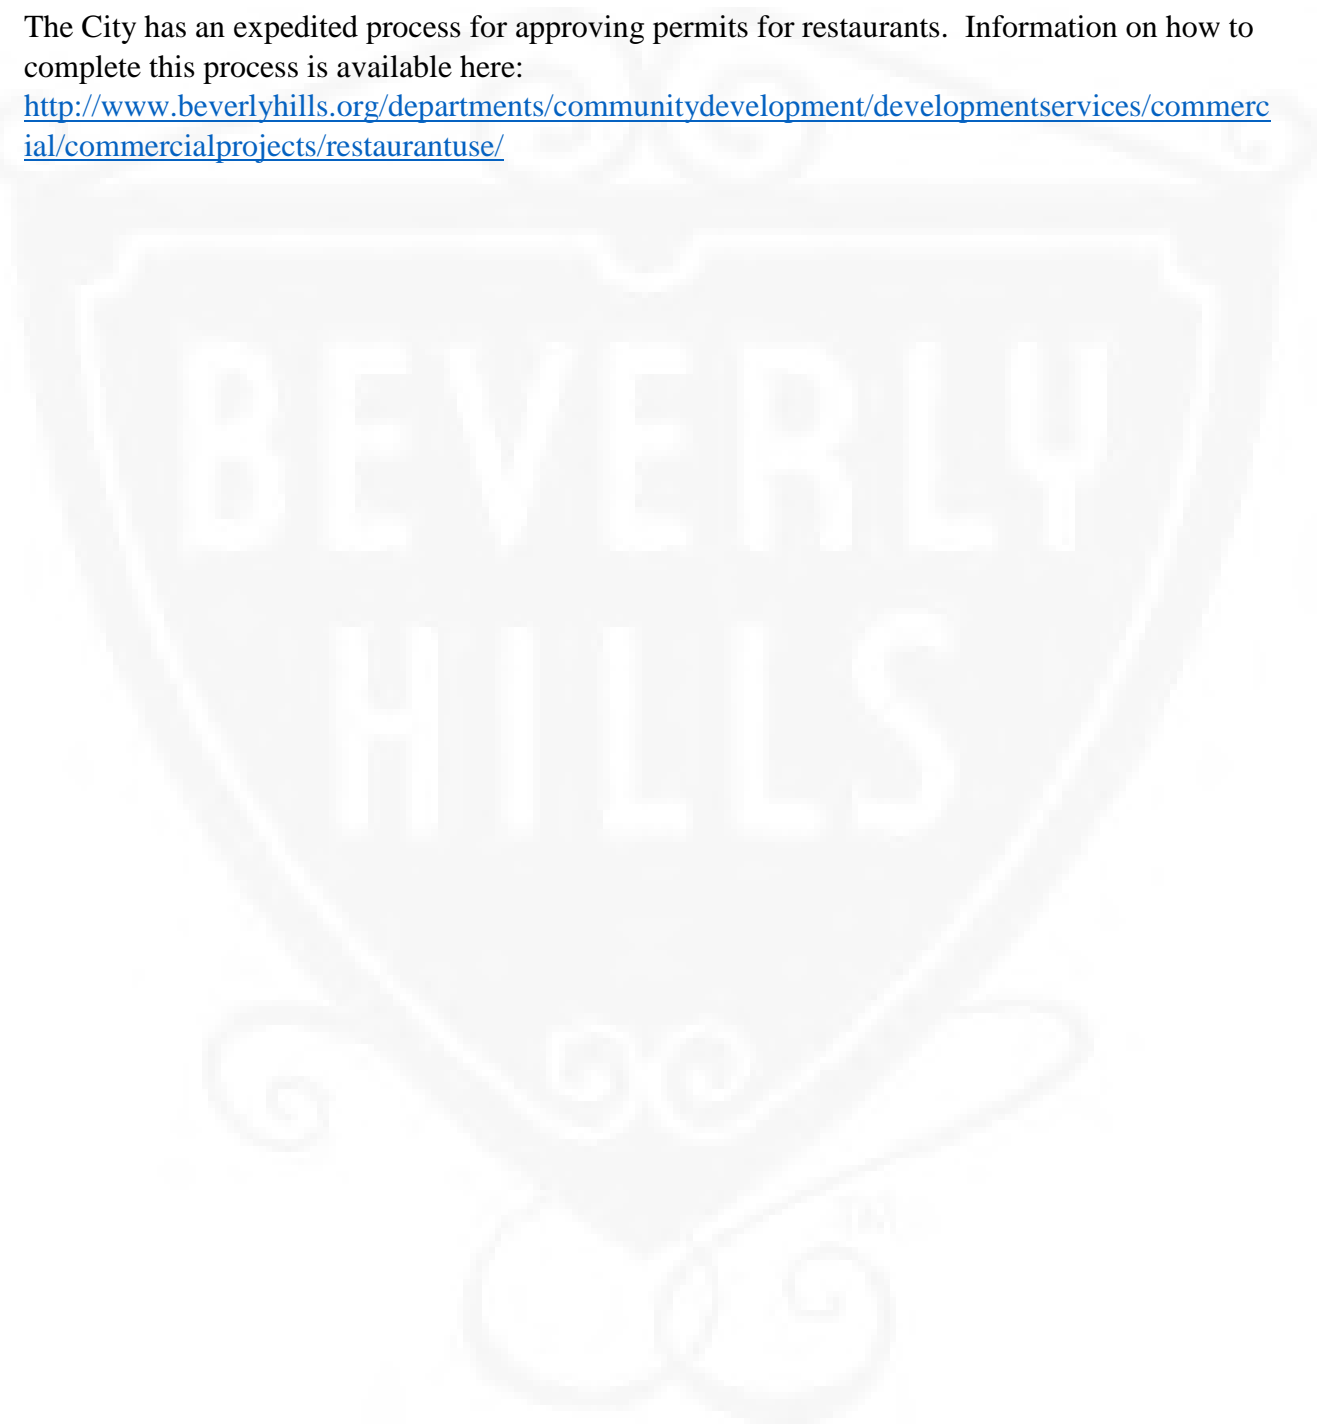 The City has an expedited process for approving permits for restaurants.  Information on how to
complete this process is available here:
http://www.beverlyhills.org/departments/communitydevelopment/developmentservices/commerc
ial/commercialprojects/restaurantuse/
BEVERLY
HILLS